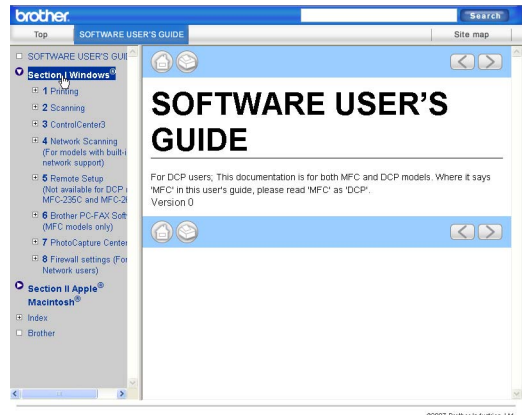 brother
Search
Top
SOFTWARE USER'S GUIDE
Site map
SOFTWARE USER'S GUIDE
Section I Windows®
1 Printing
2 Scanning
3 ControlCenter3
4 Network Scanning
(For models with built-i
network support)
5 Remote Setup
(Not available for DCP
MFC-235C and MFC-2
6 Brother PC-FAX Soft
(MFC models only)
7 PhotoCapture Center
8 Firewall settings (For
Network users)
Section II Apple®
Macintosh®
Index
Brother
SOFTWARE USER'S
GUIDE
For DCP users; This documentation is for both MFC and DCP models. Where it says
'MFC' in this user's guide, please read 'MFC' as 'DCP'.
Version 0